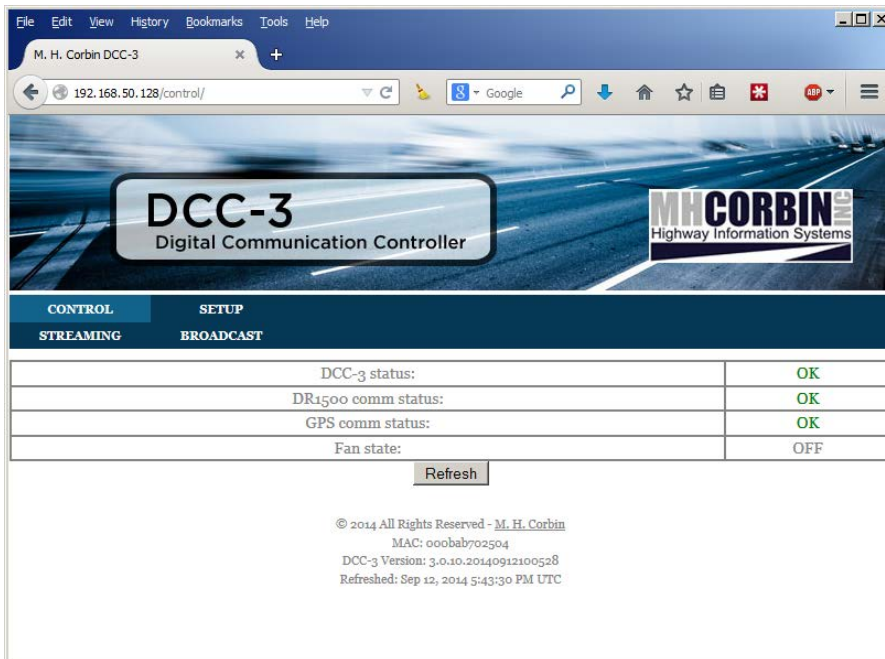 File Edit View History Bookmarks Tools Help
M. H. Corbin DCC-3
192.168.50.128/control/
Google
ABP
DCC-3
Digital Communication Controller
MHCORBIN INC
Highway Information Systems
CONTROL SETUP
STREAMING BROADCAST
DCC-3 status: OK
DR1500 comm status: OK
GPS comm status: OK
Fan state: OFF
Refresh
© 2014 All Rights Reserved - M. H. Corbin
MAC: 000bab702504
DCC-3 Version: 3.0.10.20140912100528
Refreshed: Sep 12, 2014 5:43:30 PM UTC